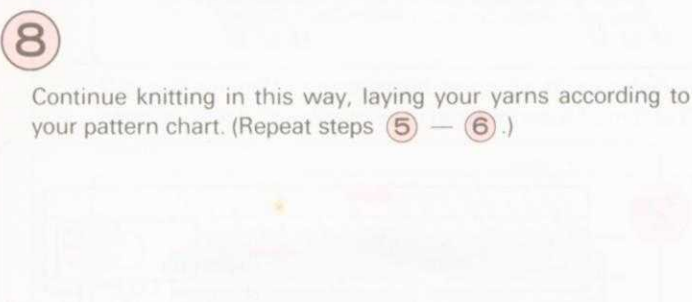 8
Continue knitting in this way, laying your yarns according to
your pattern chart. (Repeat steps 5 — 6 .)